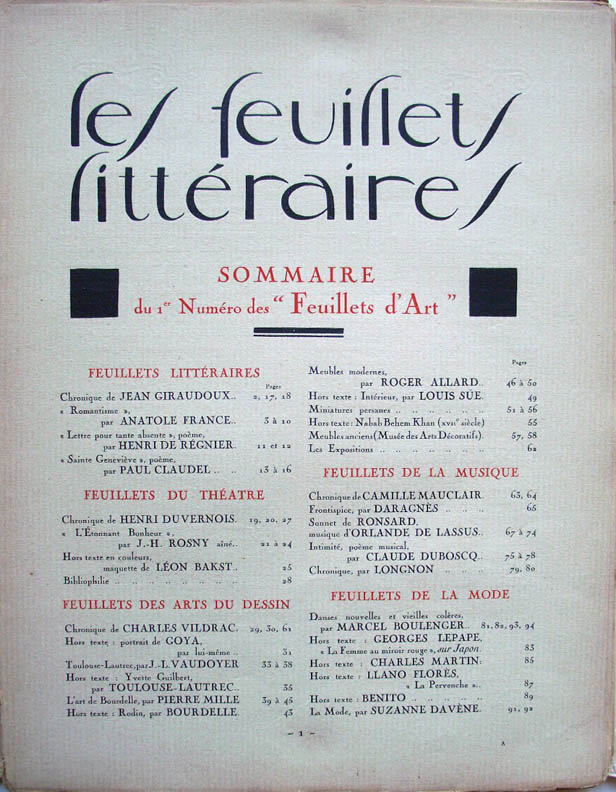 les feuillets
littéraires
SOMMAIRE
du 1er Numéro des “ Feuillets d'Art ”
FEUILLETS LITTÉRAIRES
Pages
Chronique de JEAN GIRAUDOUX.. 2, 17, 18
« Romantisme »,
par ANATOLE FRANCE.. 3 à 10
« Lettre pour tante absente », poème,
par HENRI DE RÉGNIER. 11 et 12
« Sainte Geneviève », poème,
par PAUL CLAUDEL .. .. 13 à 16
FEUILLETS DU THÉATRE
Chronique de HENRI DUVERNOIS. 19, 20, 27
« L'Étonnant Bonheur »,
par J.-H. ROSNY aîné.. 21 à 24
Hors texte en couleurs,
maquette de LÉON BAKST.. 25
Bibliophilie .. .. .. .. .. .. .. .. 28
FEUILLETS DES ARTS DU DESSIN
Chronique de CHARLES VILDRAC. 29, 30, 61
Hors texte : portrait de GOYA,
par lui-même .. 31
Toulouse-Lautrec, par J.-L. VAUDOYER 33 à 38
Hors texte : Yvette Guilbert,
par TOULOUSE-LAUTREC.. 35
L'art de Bourdelle, par PIERRE MILLE 39 à 45
Hors texte : Rodin, par BOURDELLE. 43
Pages
Meubles modernes,
par ROGER ALLARD.. 46 à 50
Hors texte : Intérieur, par LOUIS SÜE. 49
Miniatures persanes .. .. .. .. .. 51 à 56
Hors texte : Nabab Behem Khan (XVIIe siècle) 55
Meubles anciens (Musée des Arts Décoratifs). 57, 58
Les Expositions .. .. .. .. .. .. .. 62
FEUILLETS DE LA MUSIQUE
Chronique de CAMILLE MAUCLAIR. 63, 64
Frontispice, par DARAGNÈS .. .. .. 65
Sonnet de RONSARD,
musique d'ORLANDE DE LASSUS.. 67 à 74
Intimité, poème musical,
par CLAUDE DUBOSCQ.. 75 à 78
Chronique, par LONGNON .. .. .. 79, 80
FEUILLETS DE LA MODE
Danses nouvelles et vieilles colères,
par MARCEL BOULENGER.. 81, 82, 93, 94
Hors texte : GEORGES LEPAPE,
« La Femme au miroir rouge », sur Japon. 83
Hors texte : CHARLES MARTIN. 85
Hors texte : LLANO FLORÈS,
« La Pervenche ».. 87
Hors texte : BENITO .. .. .. .. .. 89
La Mode, par SUZANNE DAVÈNE. 91, 92
– 1 –
A